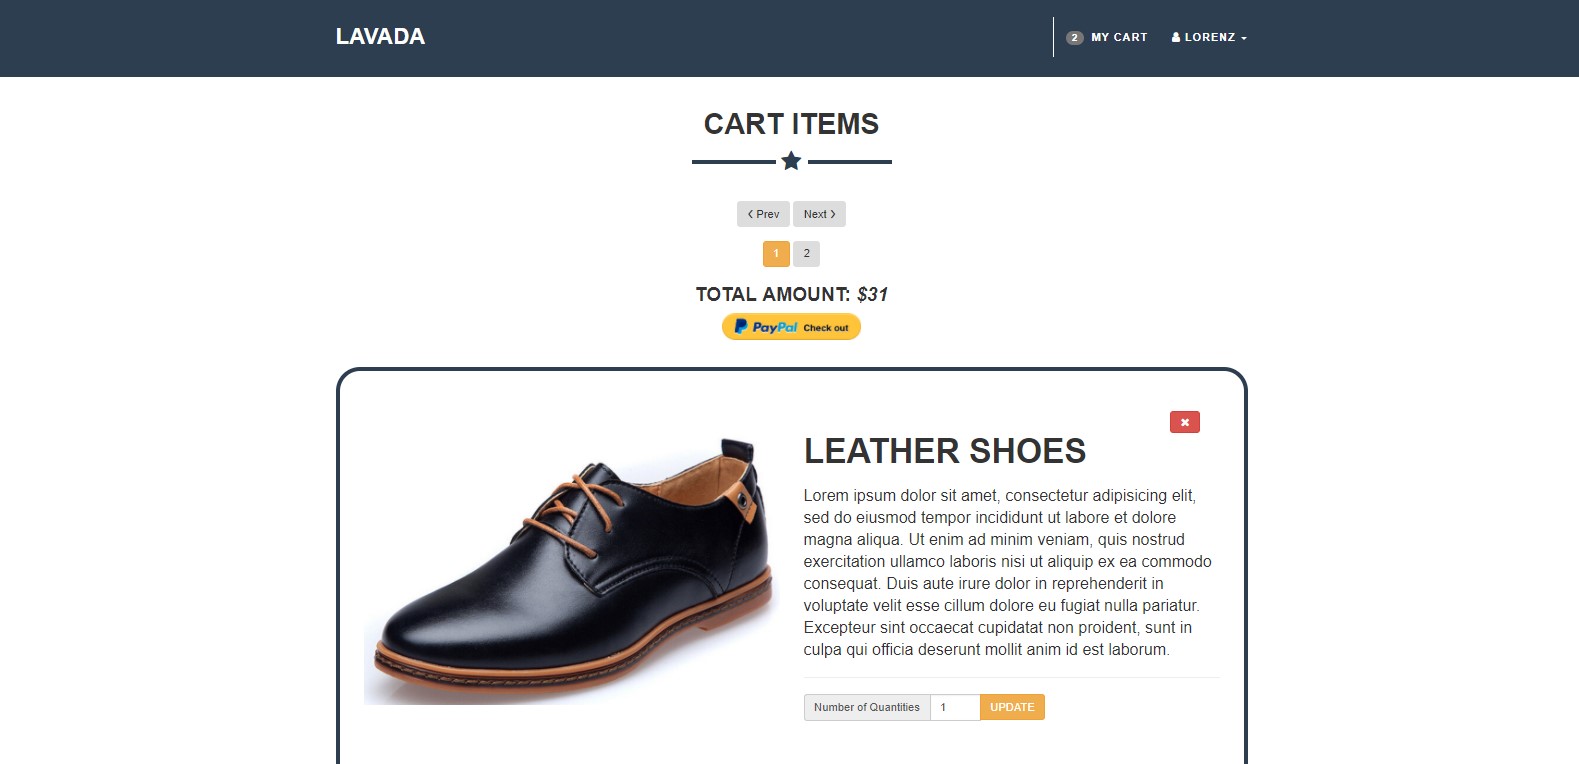 LAVADA
2 MY CART
LORENZ
CART ITEMS
Prev
Next
1
2
TOTAL AMOUNT: $31
PayPal Check out
LEATHER SHOES
Lorem ipsum dolor sit amet, consectetur adipisicing elit,
sed do eiusmod tempor incididunt ut labore et dolore
magna aliqua. Ut enim ad minim veniam, quis nostrud
exercitation ullamco laboris nisi ut aliquip ex ea commodo
consequat. Duis aute irure dolor in reprehenderit in
voluptate velit esse cillum dolore eu fugiat nulla pariatur.
Excepteur sint occaecat cupidatat non proident, sunt in
culpa qui officia deserunt mollit anim id est laborum.
Number of Quantities 1 UPDATE